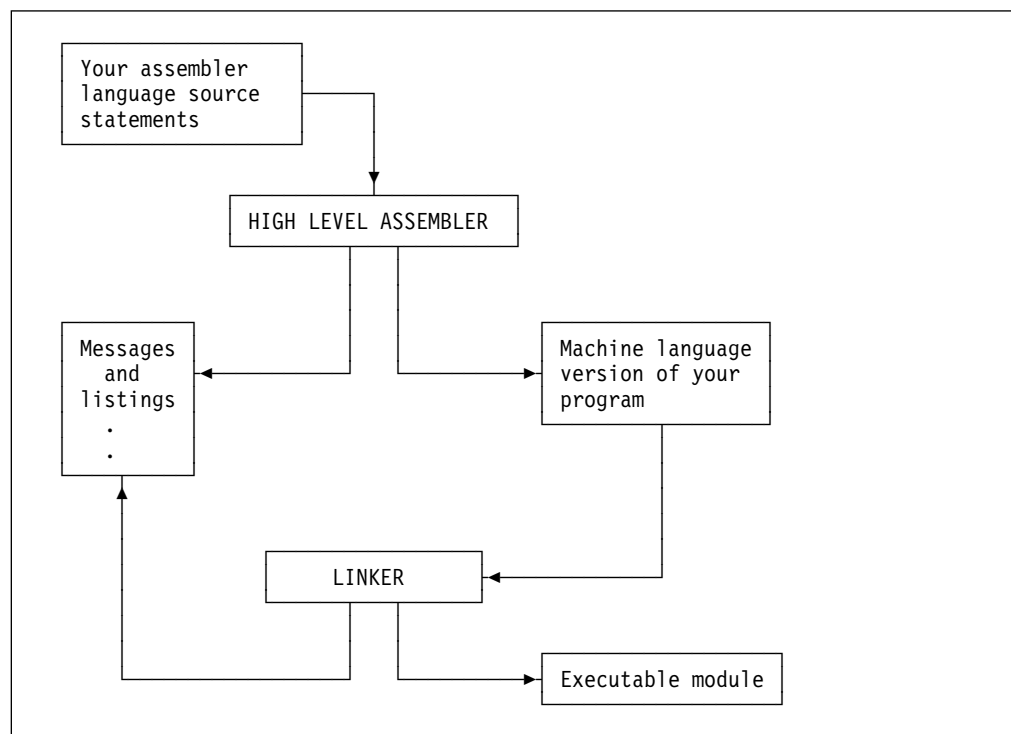 Your assembler
language source
statements
HIGH LEVEL ASSEMBLER
Messages
and
listings
.
.
Machine language
version of your
program
LINKER
Executable module